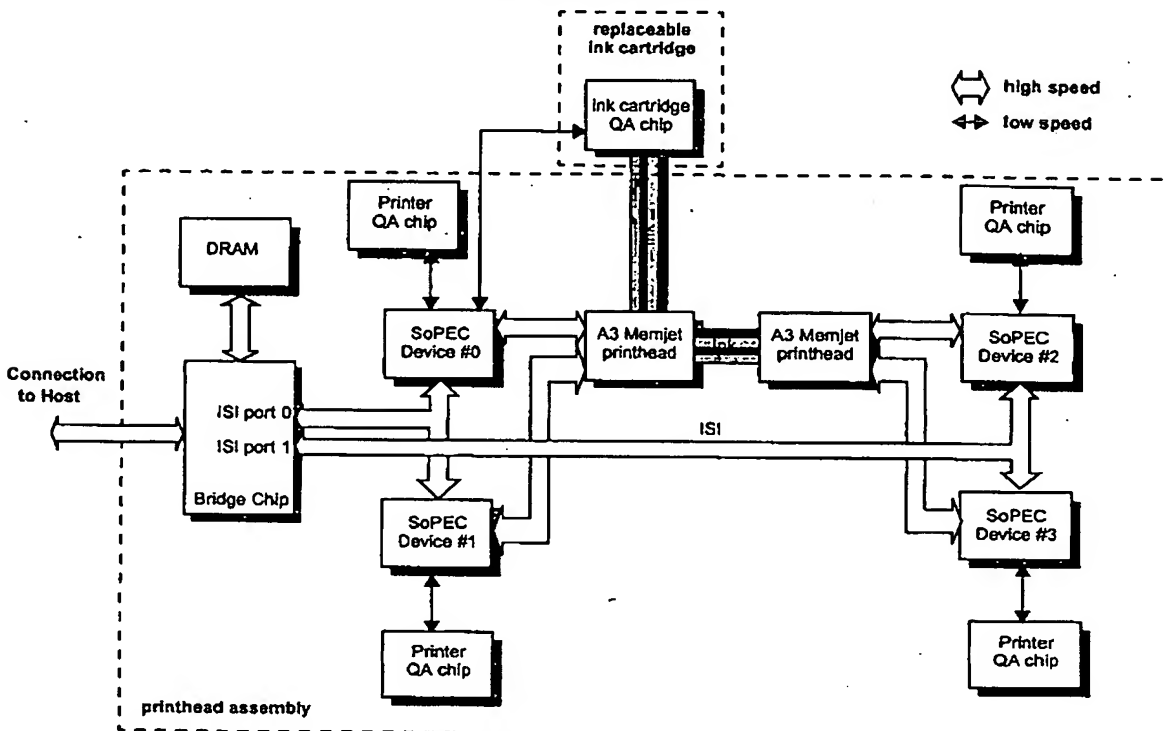 replaceable
ink cartridge
Ink cartridge
QA chip
high speed
low speed
Printer
QA chip
Printer
QA chip
DRAM
Ink
SoPEC
Device #0
A3 Memjet
printhead
Ink
A3 Memjet
printhead
SoPEC
Device #2
Connection
to Host
ISI port 0
ISI port 1
ISI
Bridge Chip
SoPEC
Device #1
SoPEC
Device #3
Printer
QA chip
Printer
QA chip
printhead assembly